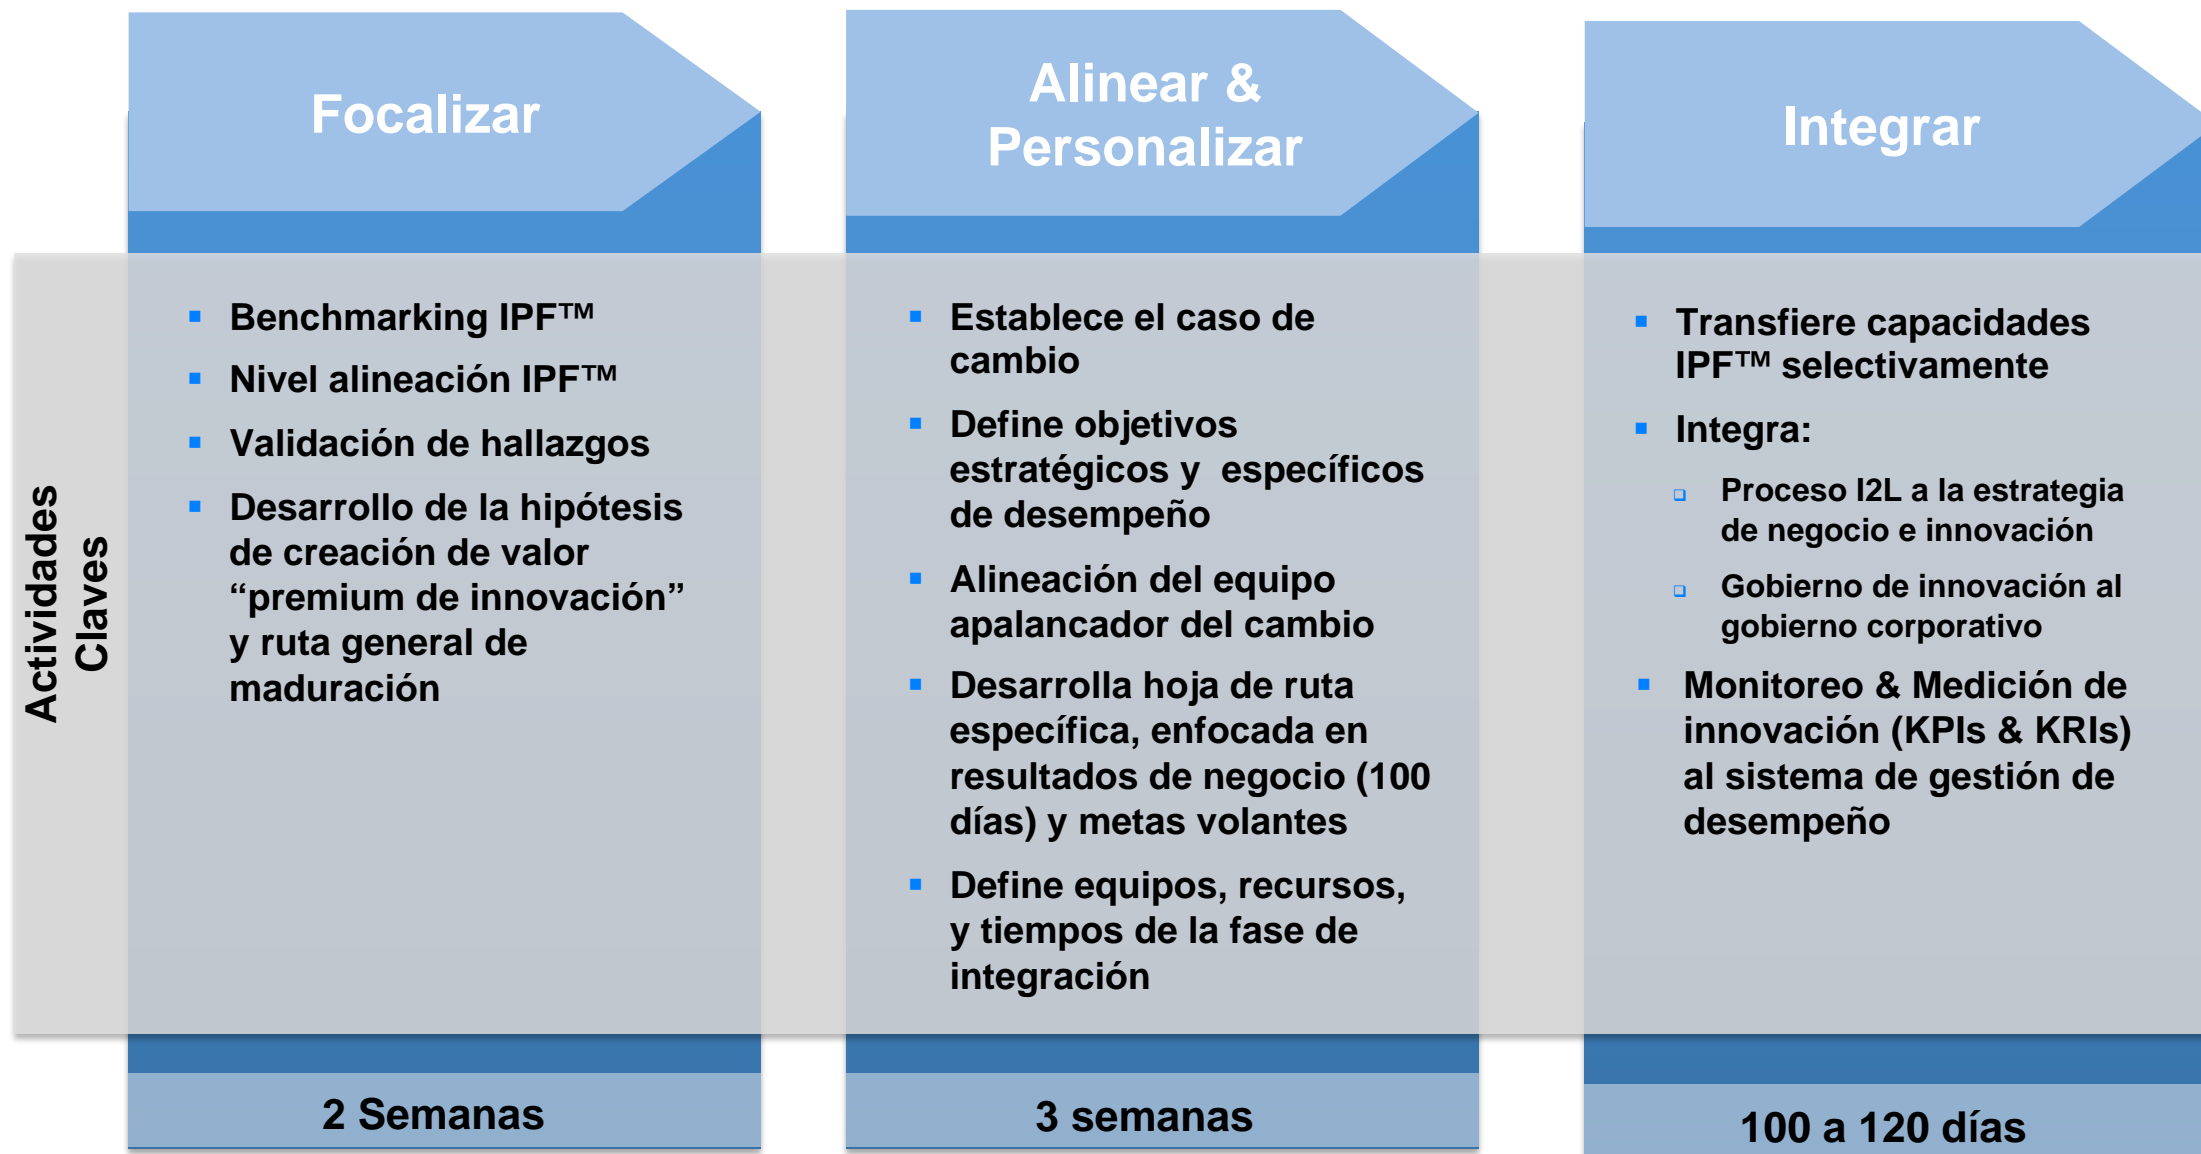 Focalizar
Alinear &
Personalizar
Integrar
Actividades
Claves
▪ Benchmarking IPF™
▪ Nivel alineación IPF™
▪ Validación de hallazgos
▪ Desarrollo de la hipótesis
de creación de valor
“premium de innovación”
y ruta general de
maduración
▪ Establece el caso de
cambio
▪ Define objetivos
estratégicos y específicos
de desempeño
▪ Alineación del equipo
apalancador del cambio
▪ Desarrolla hoja de ruta
específica, enfocada en
resultados de negocio (100
días) y metas volantes
▪ Define equipos, recursos,
y tiempos de la fase de
integración
▪ Transfiere capacidades
IPF™ selectivamente
▪ Integra:
❑ Proceso I2L a la estrategia
de negocio e innovación
❑ Gobierno de innovación al
gobierno corporativo
▪ Monitoreo & Medición de
innovación (KPIs & KRIs)
al sistema de gestión de
desempeño
2 Semanas
3 semanas
100 a 120 días